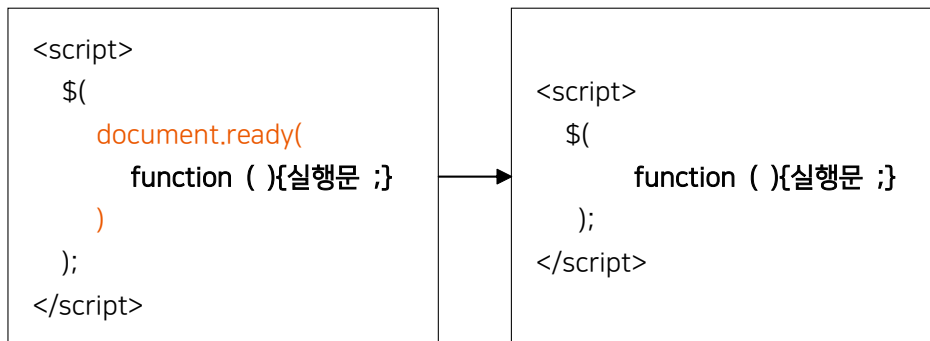 <script>
$(
document.ready(
function ( ){실행문 ;}
)
);
</script>
<script>
$(
function ( ){실행문 ;}
);
</script>